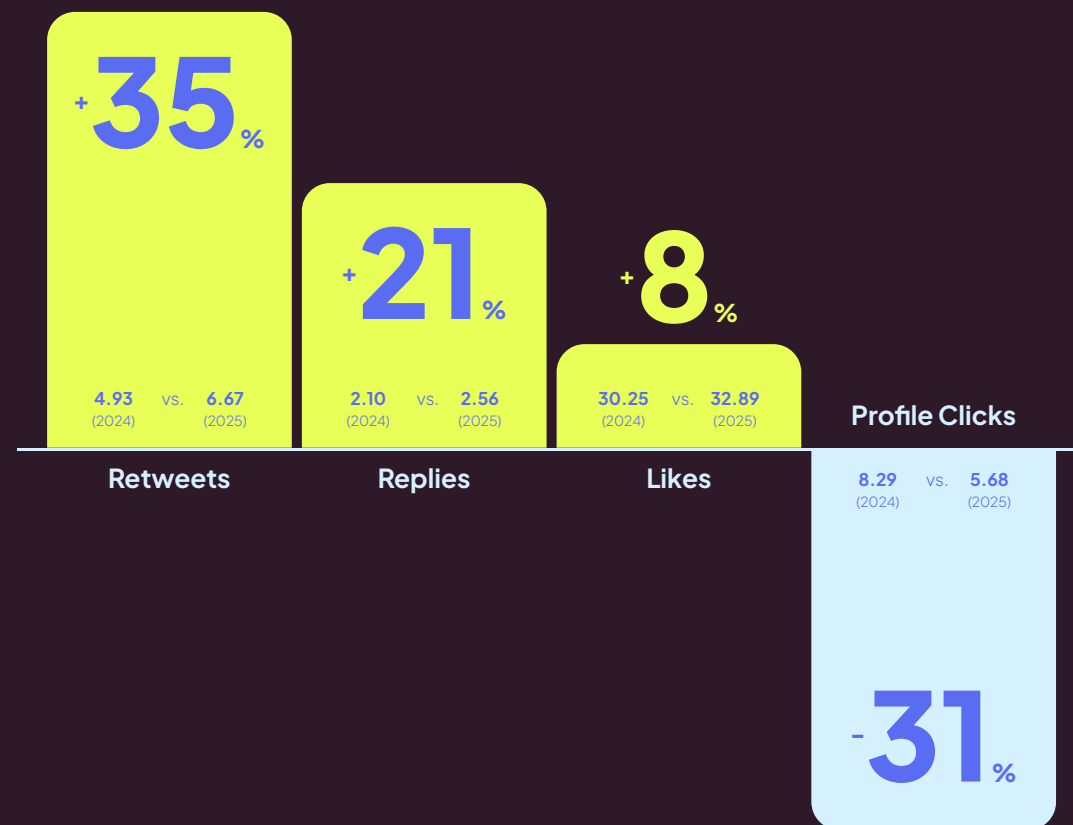 +35%
4.93 vs. 6.67
(2024) (2025)
Retweets
+21%
2.10 vs. 2.56
(2024) (2025)
Replies
+8%
30.25 vs. 32.89
(2024) (2025)
Likes
Profile Clicks
8.29 vs. 5.68
(2024) (2025)
-31%